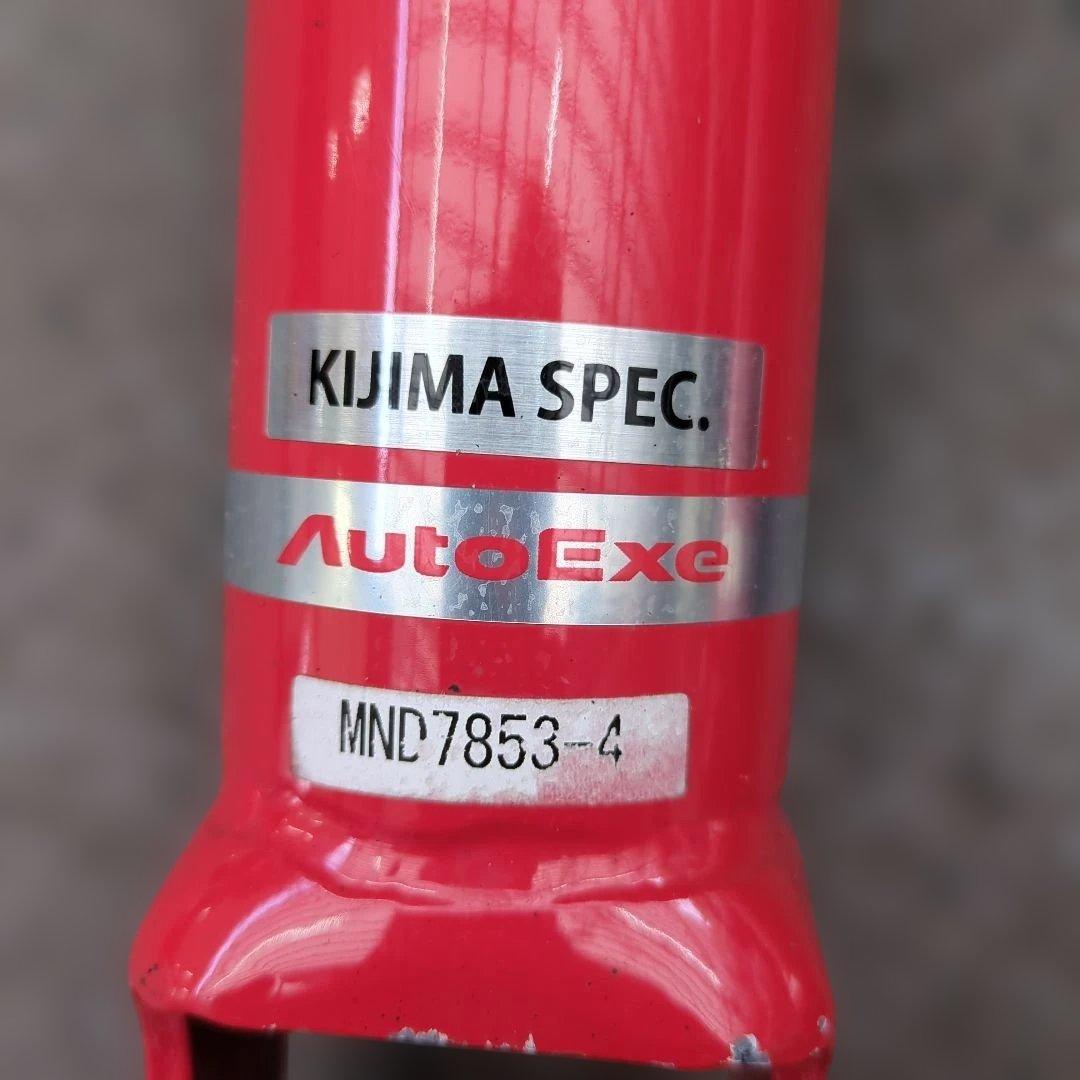 KIJIMA SPEC.
AutoExe
MND7853-4